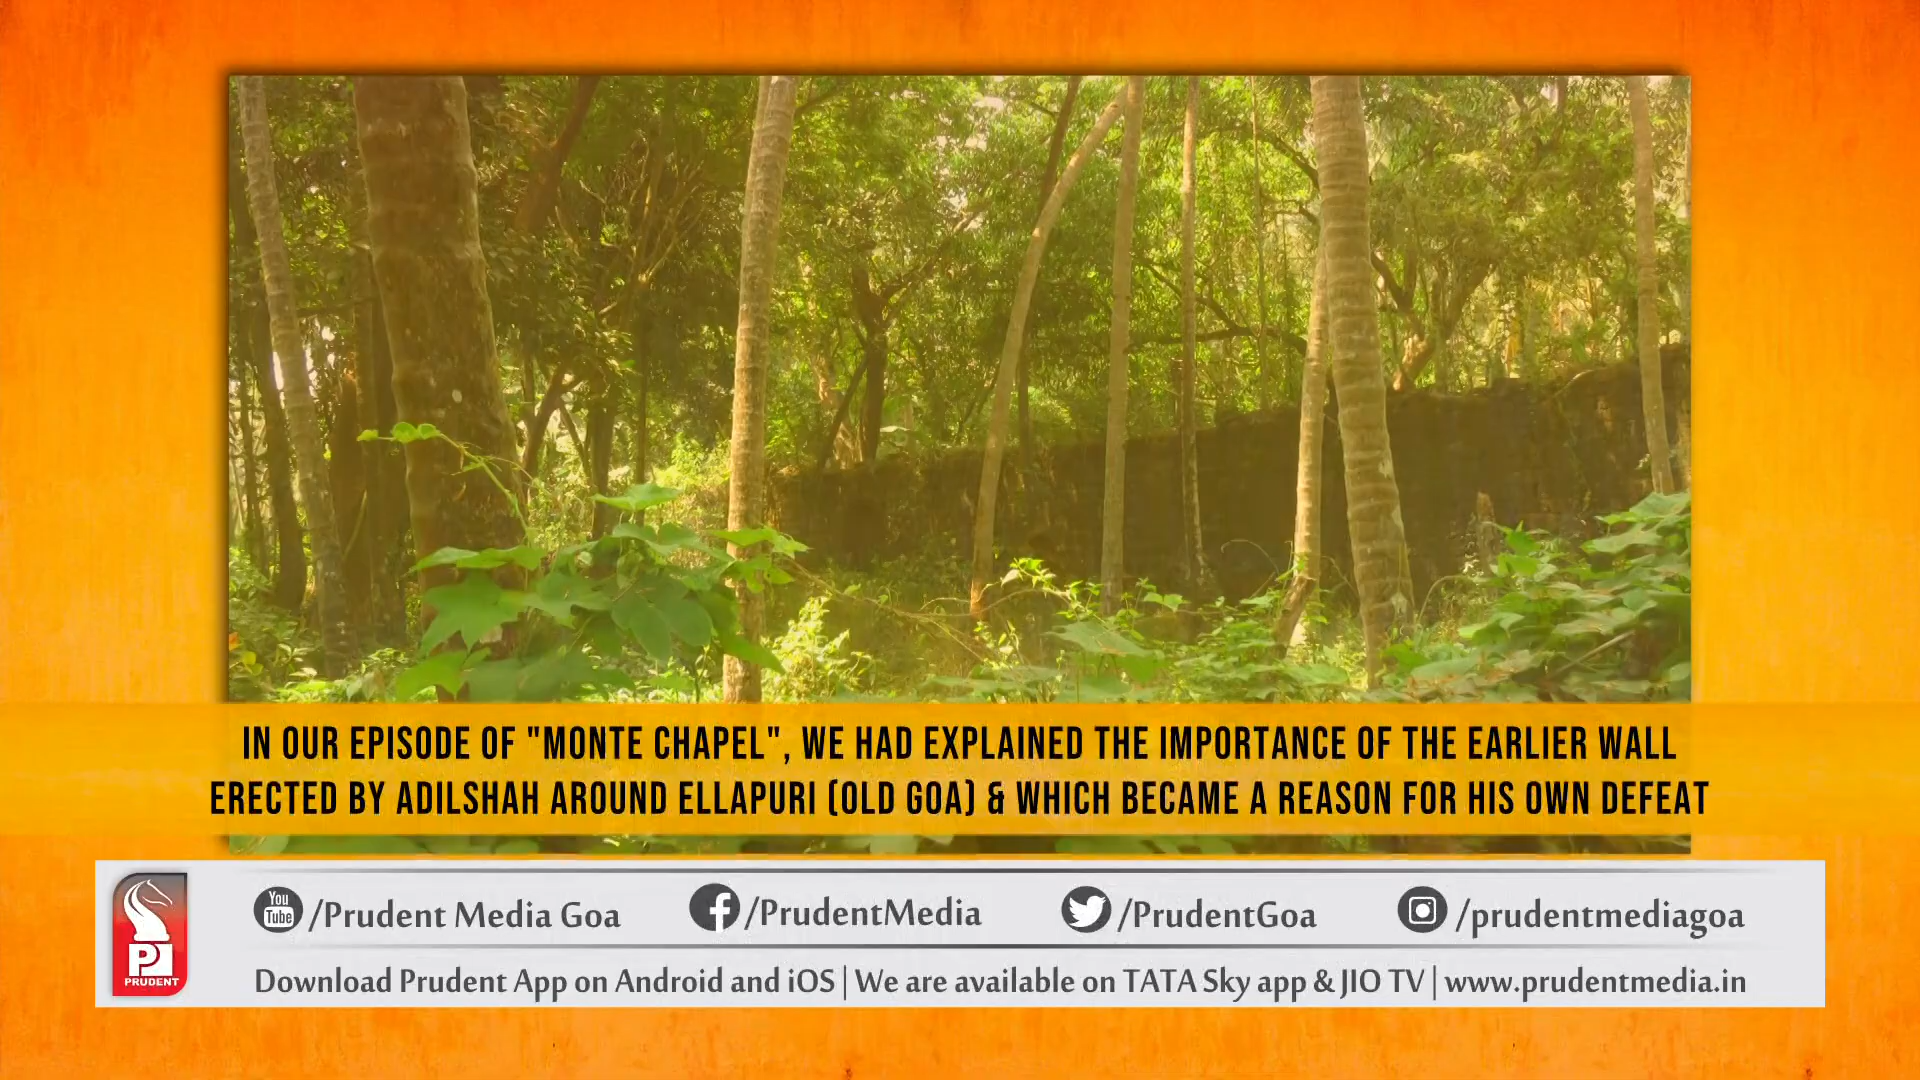 IN OUR EPISODE OF "MONTE CHAPEL", WE HAD EXPLAINED THE IMPORTANCE OF THE EARLIER WALL
ERECTED BY ADILSHAH AROUND ELLAPURI (OLD GOA) & WHICH BECAME A REASON FOR HIS OWN DEFEAT
You Tube /Prudent Media Goa /PrudentMedia /PrudentGoa /prudentmediagoa
PJ
PRUDENT
Download Prudent App on Android and iOS | We are available on TATA Sky app & JIO TV | www.prudentmedia.in